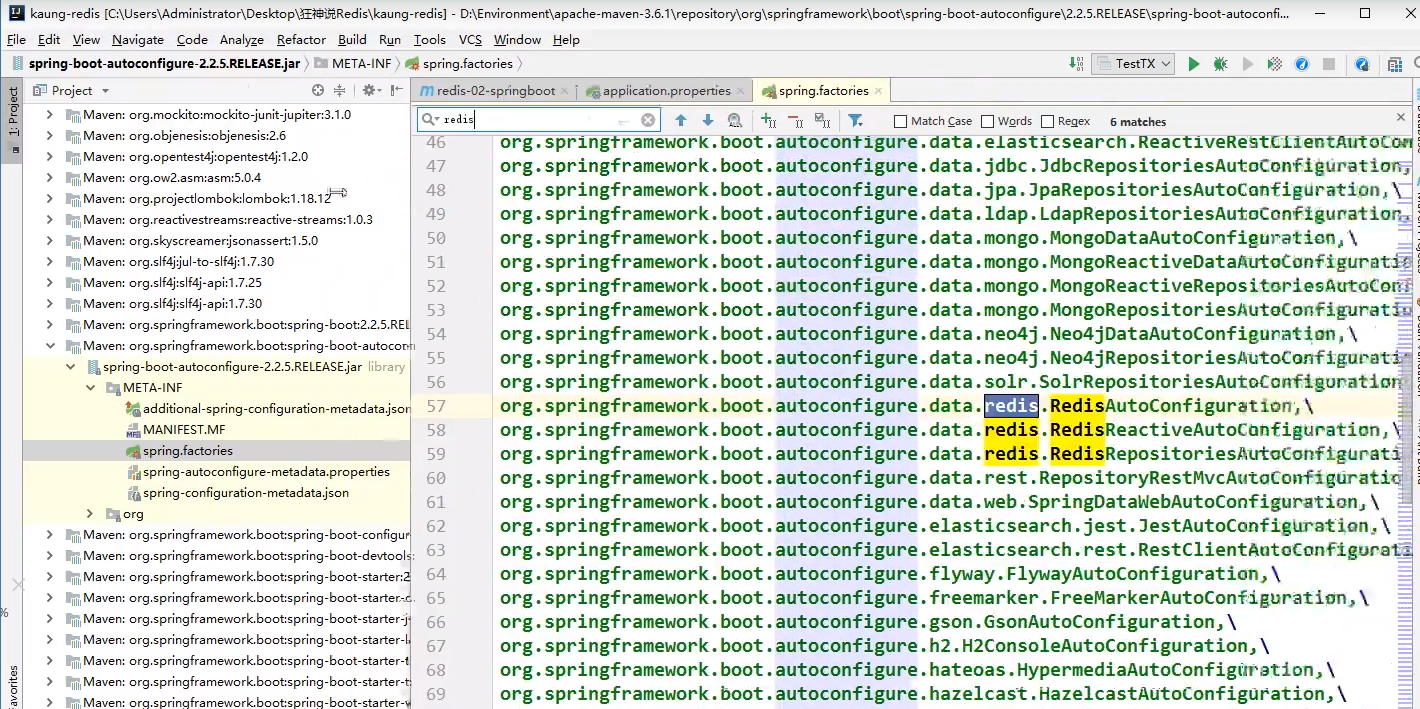 kaung-redis [C:\Users\Administrator\Desktop\狂神说Redis\kaung-redis] - D:\Environment\apache-maven-3.6.1\repository\org\springframework\boot\spring-boot-autoconfigure\2.2.5.RELEASE\spring-boot-autoconfi...
File Edit View Navigate Code Analyze Refactor Build Run Tools VCS Window Help
spring-boot-autoconfigure-2.2.5.RELEASE.jar META-INF spring.factories TestTX
1: Project
Project
Maven: org.mockito:mockito-junit-jupiter:3.1.0
Maven: org.objenesis:objenesis:2.6
Maven: org.opentest4j:opentest4j:1.2.0
Maven: org.ow2.asm:asm:5.0.4
Maven: org.projectlombok:lombok:1.18.12
Maven: org.reactivestreams:reactive-streams:1.0.3
Maven: org.skyscreamer:jsonassert:1.5.0
Maven: org.slf4j:jul-to-slf4j:1.7.30
Maven: org.slf4j:slf4j-api:1.7.25
Maven: org.slf4j:slf4j-api:1.7.30
Maven: org.springframework.boot:spring-boot:2.2.5.REL
Maven: org.springframework.boot:spring-boot-autocon
spring-boot-autoconfigure-2.2.5.RELEASE.jar library
META-INF
additional-spring-configuration-metadata.json
MANIFEST.MF
spring.factories
spring-autoconfigure-metadata.properties
spring-configuration-metadata.json
org
Maven: org.springframework.boot:spring-boot-configur
Maven: org.springframework.boot:spring-boot-devtools:
Maven: org.springframework.boot:spring-boot-starter:2
Maven: org.springframework.boot:spring-boot-starter-c
Maven: org.springframework.boot:spring-boot-starter-j
Maven: org.springframework.boot:spring-boot-starter-l
Maven: org.springframework.boot:spring-boot-starter-t
Maven: org.springframework.boot:spring-boot-starter-t
Maven: org.springframework.boot:spring-boot-starter-v
avorites
redis-02-springboot application.properties spring.factories
redis Match Case Words Regex 6 matches
46 org.springframework.boot.autoconfigure.data.elasticsearch.ReactiveRestClientAutoCon
47 org.springframework.boot.autoconfigure.data.jdbc.JdbcRepositoriesAutoConfiguration,
48 org.springframework.boot.autoconfigure.data.jpa.JpaRepositoriesAutoConfiguration,\
49 org.springframework.boot.autoconfigure.data.ldap.LdapRepositoriesAutoConfiguration,
50 org.springframework.boot.autoconfigure.data.mongo.MongoDataAutoConfiguration,\
51 org.springframework.boot.autoconfigure.data.mongo.MongoReactiveDataAutoConfigurati
52 org.springframework.boot.autoconfigure.data.mongo.MongoReactiveRepositoriesAutoConf
53 org.springframework.boot.autoconfigure.data.mongo.MongoRepositoriesAutoConfiguratio
54 org.springframework.boot.autoconfigure.data.neo4j.Neo4jDataAutoConfiguration,\
55 org.springframework.boot.autoconfigure.data.neo4j.Neo4jRepositoriesAutoConfiguratio
56 org.springframework.boot.autoconfigure.data.solr.SolrRepositoriesAutoConfiguration,
57 org.springframework.boot.autoconfigure.data.redis.RedisAutoConfiguration,\
58 org.springframework.boot.autoconfigure.data.redis.RedisReactiveAutoConfiguration,\
59 org.springframework.boot.autoconfigure.data.redis.RedisRepositoriesAutoConfigurati
60 org.springframework.boot.autoconfigure.data.rest.RepositoryRestMvcAutoConfiguratio
61 org.springframework.boot.autoconfigure.data.web.SpringDataWebAutoConfiguration,\
62 org.springframework.boot.autoconfigure.elasticsearch.jest.JestAutoConfiguration,\
63 org.springframework.boot.autoconfigure.elasticsearch.rest.RestClientAutoConfigurati
64 org.springframework.boot.autoconfigure.flyway.FlywayAutoConfiguration,\
65 org.springframework.boot.autoconfigure.freemarker.FreeMarkerAutoConfiguration,\
66 org.springframework.boot.autoconfigure.gson.GsonAutoConfiguration,\
67 org.springframework.boot.autoconfigure.h2.H2ConsoleAutoConfiguration,\
68 org.springframework.boot.autoconfigure.hateoas.HypermediaAutoConfiguration,\
69 org.springframework.boot.autoconfigure.hazelcast.HazelcastAutoConfiguration,\